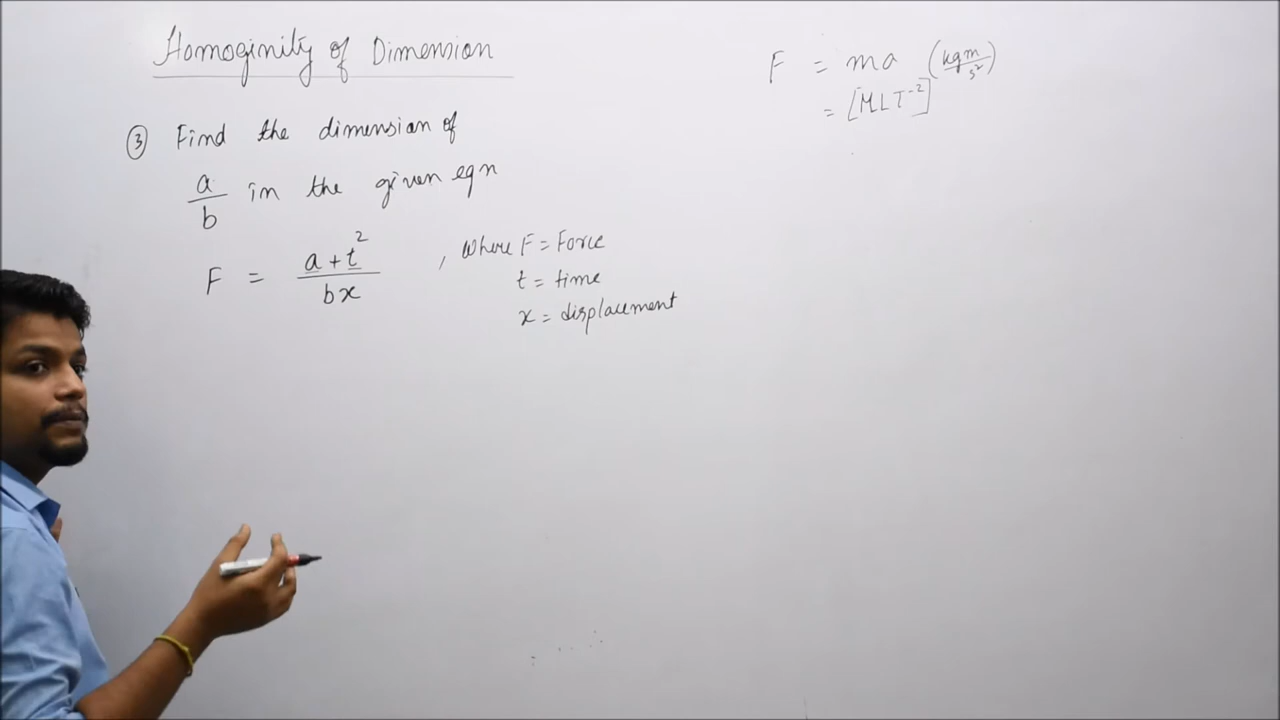 Homoginity of Dimension
③ Find the dimension of
a/b in the given eqn
F = (a + t²)/(bx) , where F = Force
t = time
x = displacement
F = ma (kgm/s²)
= [MLT⁻²]